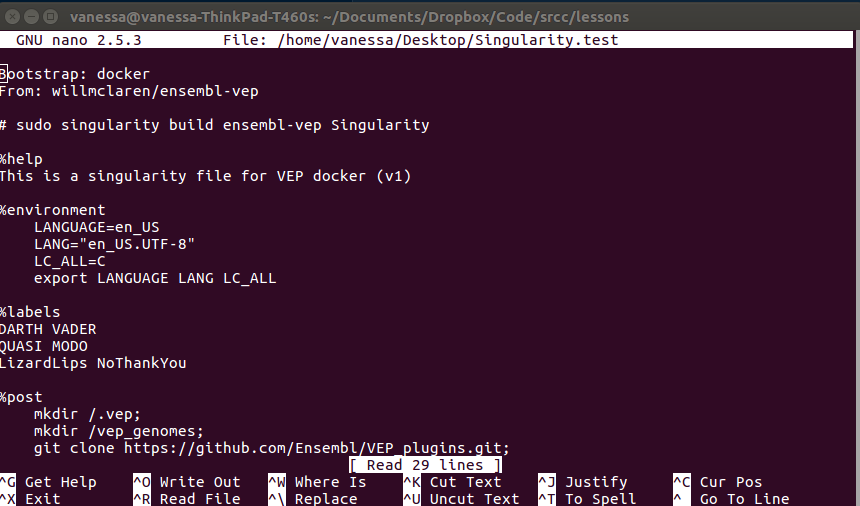 vanessa@vanessa-ThinkPad-T460s: ~/Documents/Dropbox/Code/srcc/lessons
GNU nano 2.5.3 File: /home/vanessa/Desktop/Singularity.test
Bootstrap: docker
From: willmclaren/ensembl-vep
# sudo singularity build ensembl-vep Singularity
%help
This is a singularity file for VEP docker (v1)
%environment
LANGUAGE=en_US
LANG="en_US.UTF-8"
LC_ALL=C
export LANGUAGE LANG LC_ALL
%labels
DARTH VADER
QUASI MODO
LizardLips NoThankYou
%post
mkdir /.vep;
mkdir /vep_genomes;
git clone https://github.com/Ensembl/VEP_plugins.git;
[ Read 29 lines ]
^G Get Help ^O Write Out ^W Where Is ^K Cut Text ^J Justify ^C Cur Pos
^X Exit ^R Read File ^\ Replace ^U Uncut Text ^T To Spell ^_ Go To Line